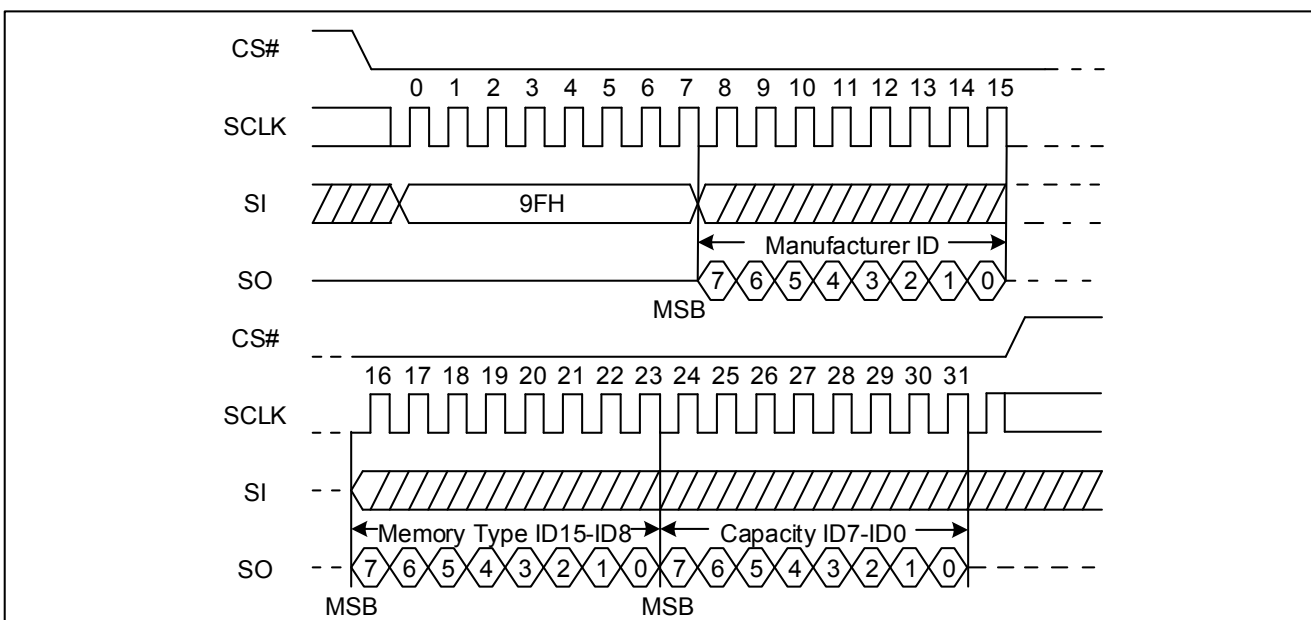 CS#
0 1 2 3 4 5 6 7 8 9 10 11 12 13 14 15
SCLK
SI 9FH
Manufacturer ID
SO 7 6 5 4 3 2 1 0
MSB
CS#
16 17 18 19 20 21 22 23 24 25 26 27 28 29 30 31
SCLK
SI
Memory Type ID15-ID8 Capacity ID7-ID0
SO 7 6 5 4 3 2 1 0 7 6 5 4 3 2 1 0
MSB MSB